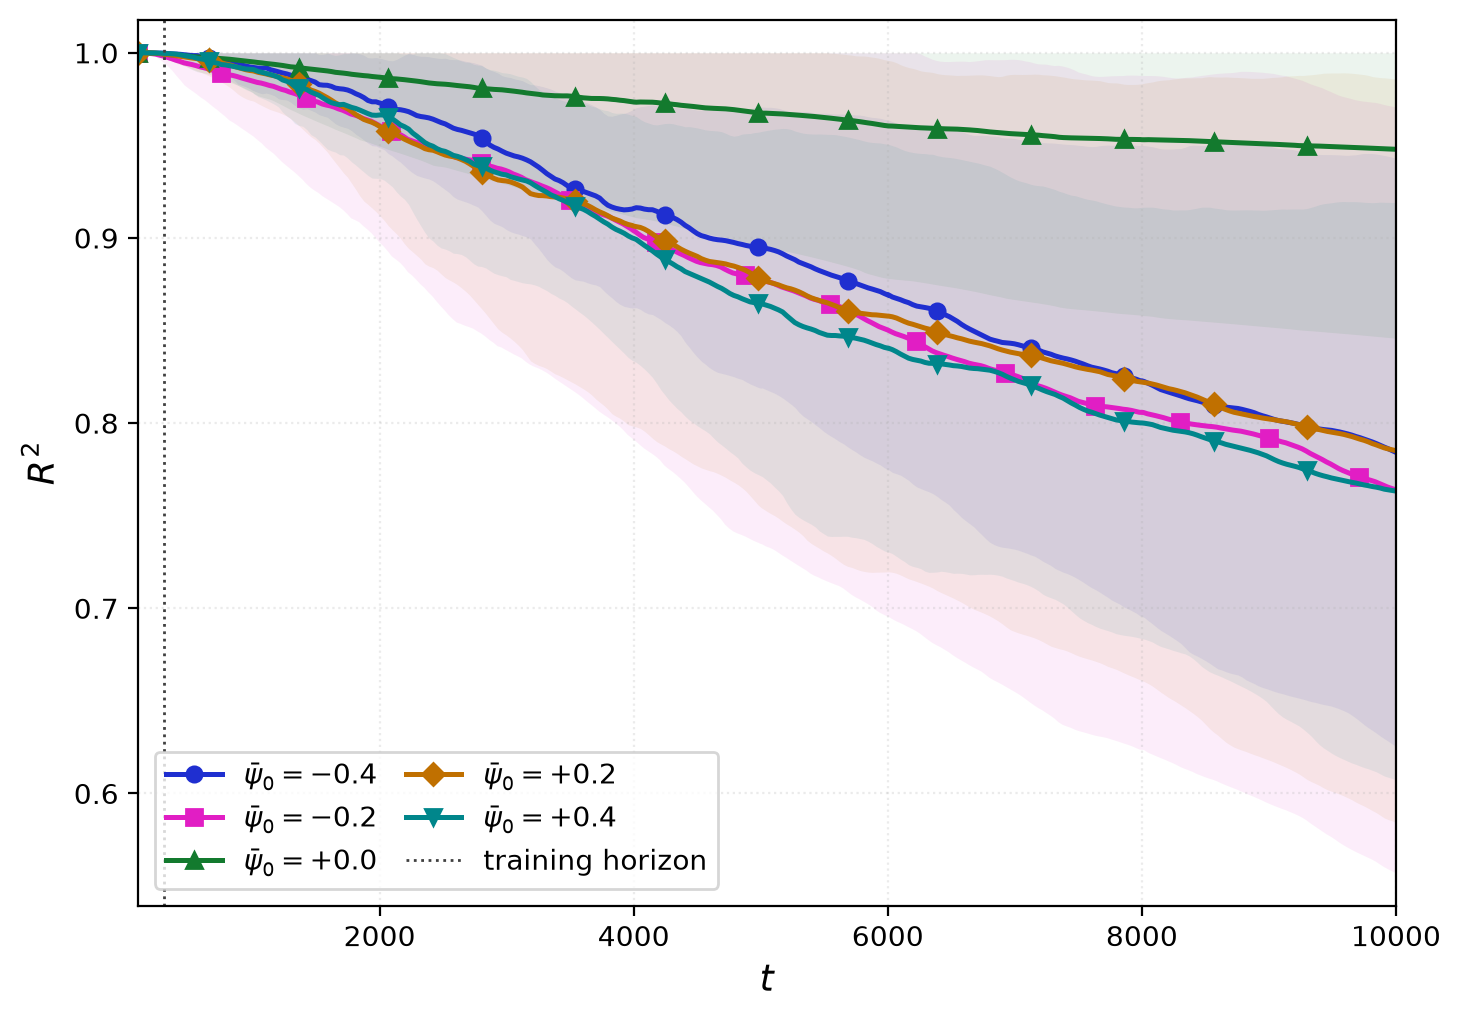 1.0
0.9
0.8
0.7
0.6
R²
2000 4000 6000 8000 10000
t
ψ̄₀ = −0.4
ψ̄₀ = −0.2
ψ̄₀ = +0.0
ψ̄₀ = +0.2
ψ̄₀ = +0.4
training horizon